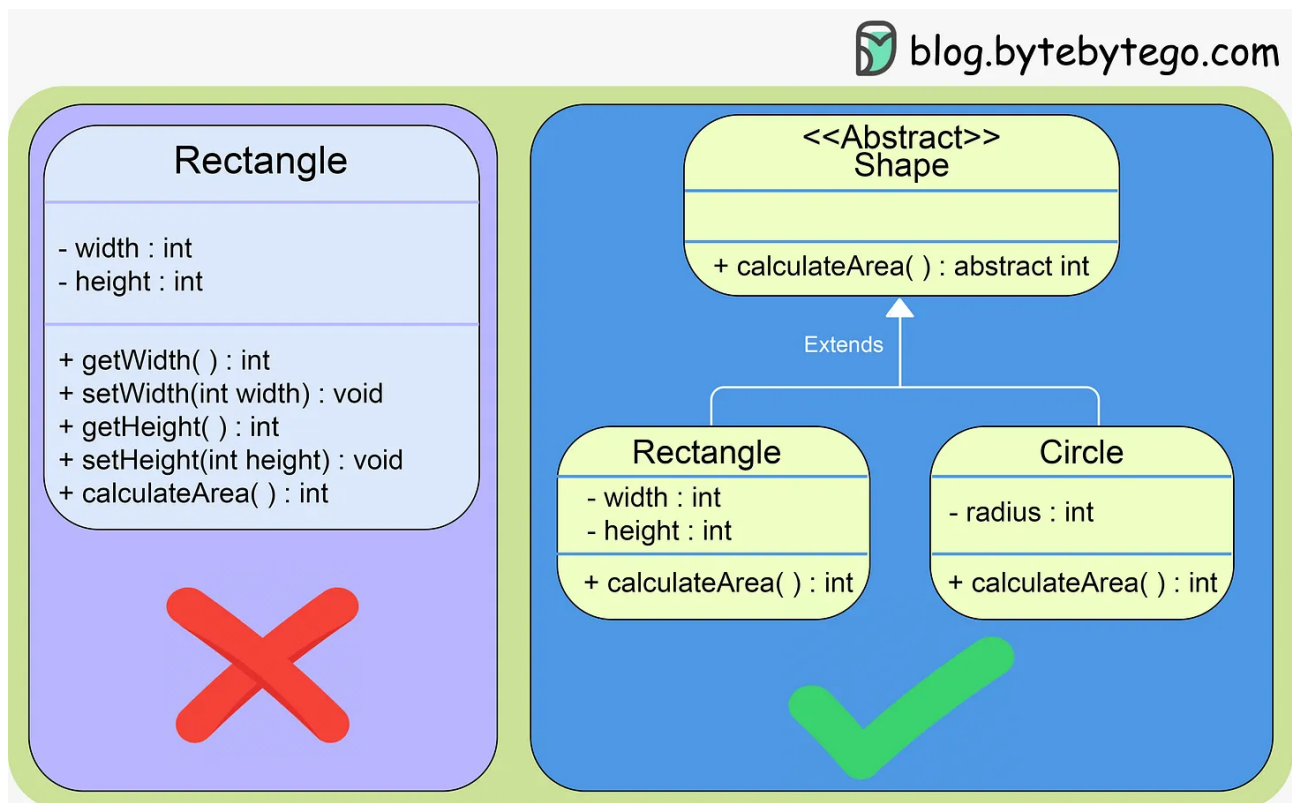 blog.bytebytego.com
Rectangle
- width : int
- height : int
+ getWidth( ) : int
+ setWidth(int width) : void
+ getHeight( ) : int
+ setHeight(int height) : void
+ calculateArea( ) : int
<<Abstract>>
Shape
+ calculateArea( ) : abstract int
Extends
Rectangle
- width : int
- height : int
+ calculateArea( ) : int
Circle
- radius : int
+ calculateArea( ) : int